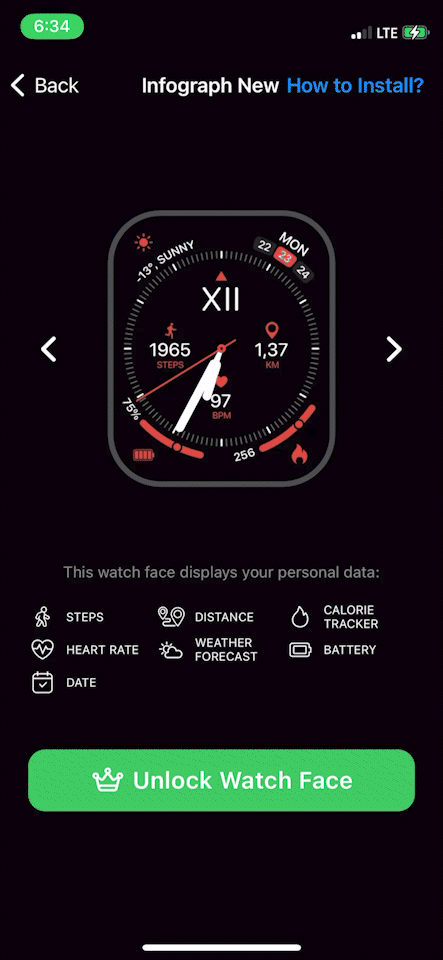 6:34
LTE
Back
Infograph New
How to Install?
-13°, SUNNY
MON
22 23 24
XII
1965
STEPS
1,37
KM
97
BPM
75%
256
This watch face displays your personal data:
STEPS
DISTANCE
CALORIE
TRACKER
HEART RATE
WEATHER
FORECAST
BATTERY
DATE
Unlock Watch Face